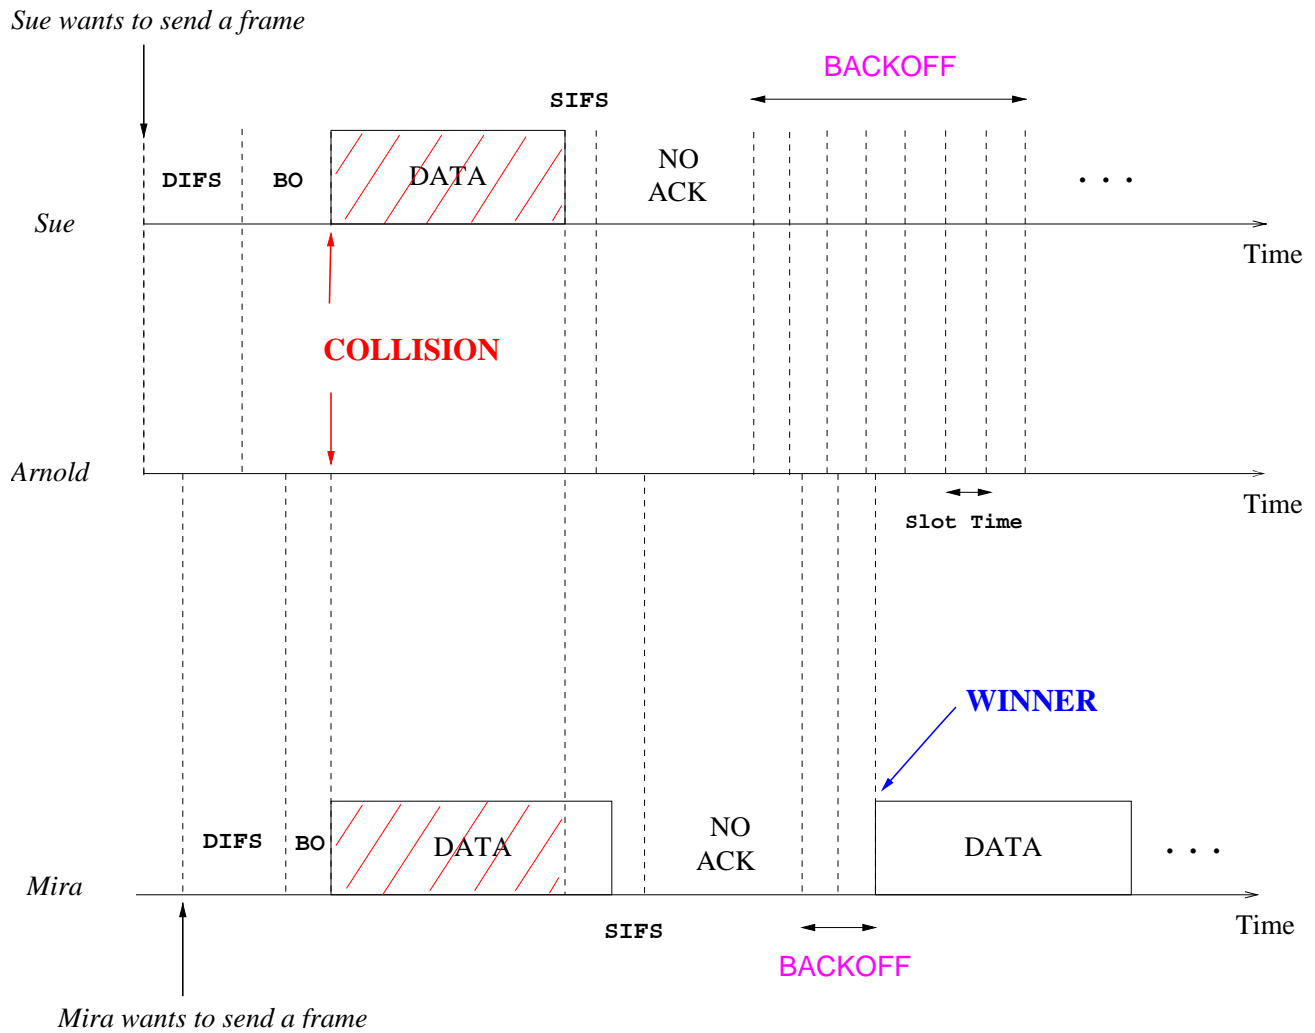 Sue wants to send a frame
BACKOFF
SIFS
DIFS
BO
DATA
NO
ACK
. . .
Sue
Time
COLLISION
Arnold
Time
Slot Time
WINNER
DIFS
BO
DATA
NO
ACK
DATA
. . .
Mira
SIFS
Time
BACKOFF
Mira wants to send a frame